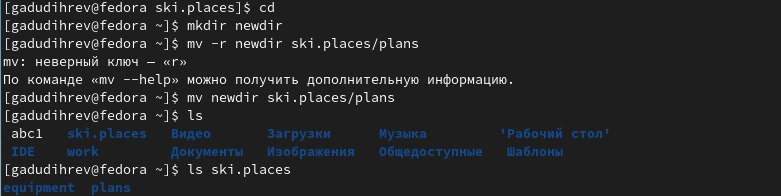 [gadudihrev@fedora ski.places]$ cd
[gadudihrev@fedora ~]$ mkdir newdir
[gadudihrev@fedora ~]$ mv -r newdir ski.places/plans
mv: неверный ключ — «r»
По команде «mv --help» можно получить дополнительную информацию.
[gadudihrev@fedora ~]$ mv newdir ski.places/plans
[gadudihrev@fedora ~]$ ls
abc1 ski.places Видео Загрузки Музыка 'Рабочий стол'
IDE work Документы Изображения Общедоступные Шаблоны
[gadudihrev@fedora ~]$ ls ski.places
equipment plans